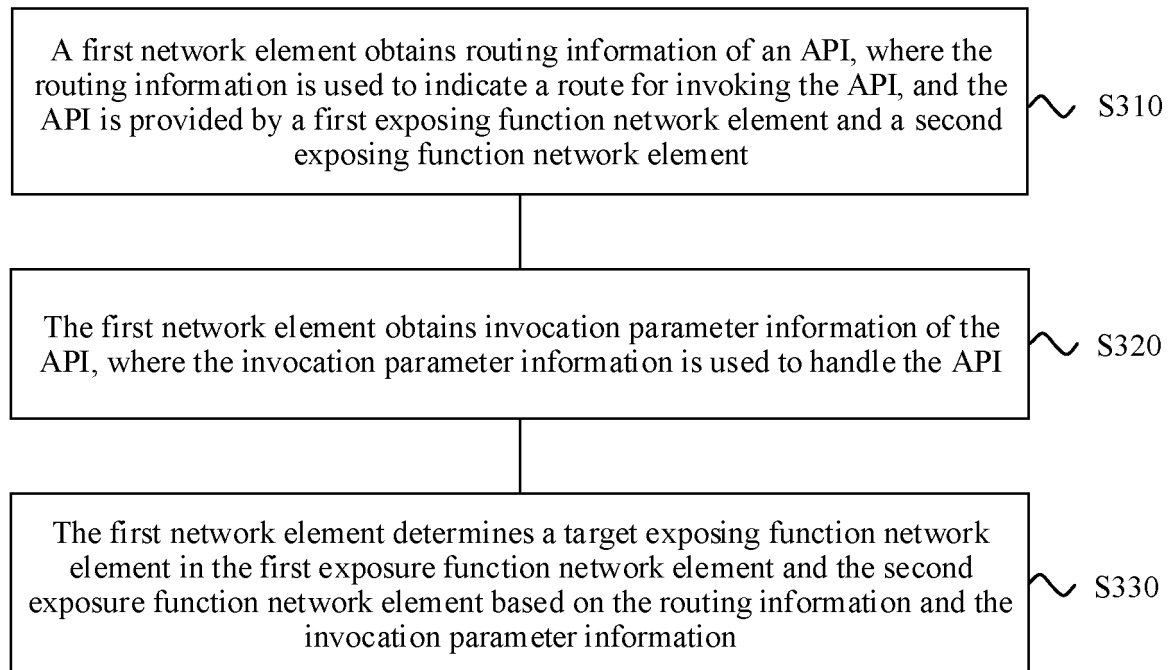 A first network element obtains routing information of an API, where the
routing information is used to indicate a route for invoking the API, and the
API is provided by a first exposing function network element and a second
exposing function network element
S310
The first network element obtains invocation parameter information of the
API, where the invocation parameter information is used to handle the API
S320
The first network element determines a target exposing function network
element in the first exposure function network element and the second
exposure function network element based on the routing information and the
invocation parameter information
S330